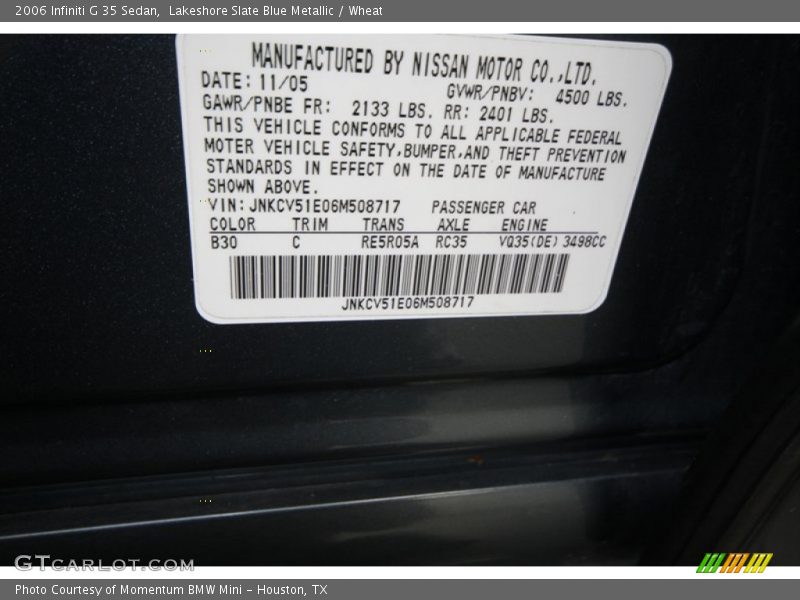 2006 Infiniti G 35 Sedan,  Lakeshore Slate Blue Metallic / Wheat
MANUFACTURED BY NISSAN MOTOR CO.,LTD.
DATE: 11/05 GVWR/PNBV: 4500 LBS.
GAWR/PNBE FR: 2133 LBS. RR: 2401 LBS.
THIS VEHICLE CONFORMS TO ALL APPLICABLE FEDERAL
MOTER VEHICLE SAFETY,BUMPER,AND THEFT PREVENTION
STANDARDS IN EFFECT ON THE DATE OF MANUFACTURE
SHOWN ABOVE.
VIN: JNKCV51E06M508717 PASSENGER CAR
COLOR TRIM TRANS AXLE ENGINE
B30 C RE5R05A RC35 VQ35(DE) 3498CC
JNKCV51E06M508717
GTCARLOT.COM
Photo Courtesy of Momentum BMW Mini - Houston, TX